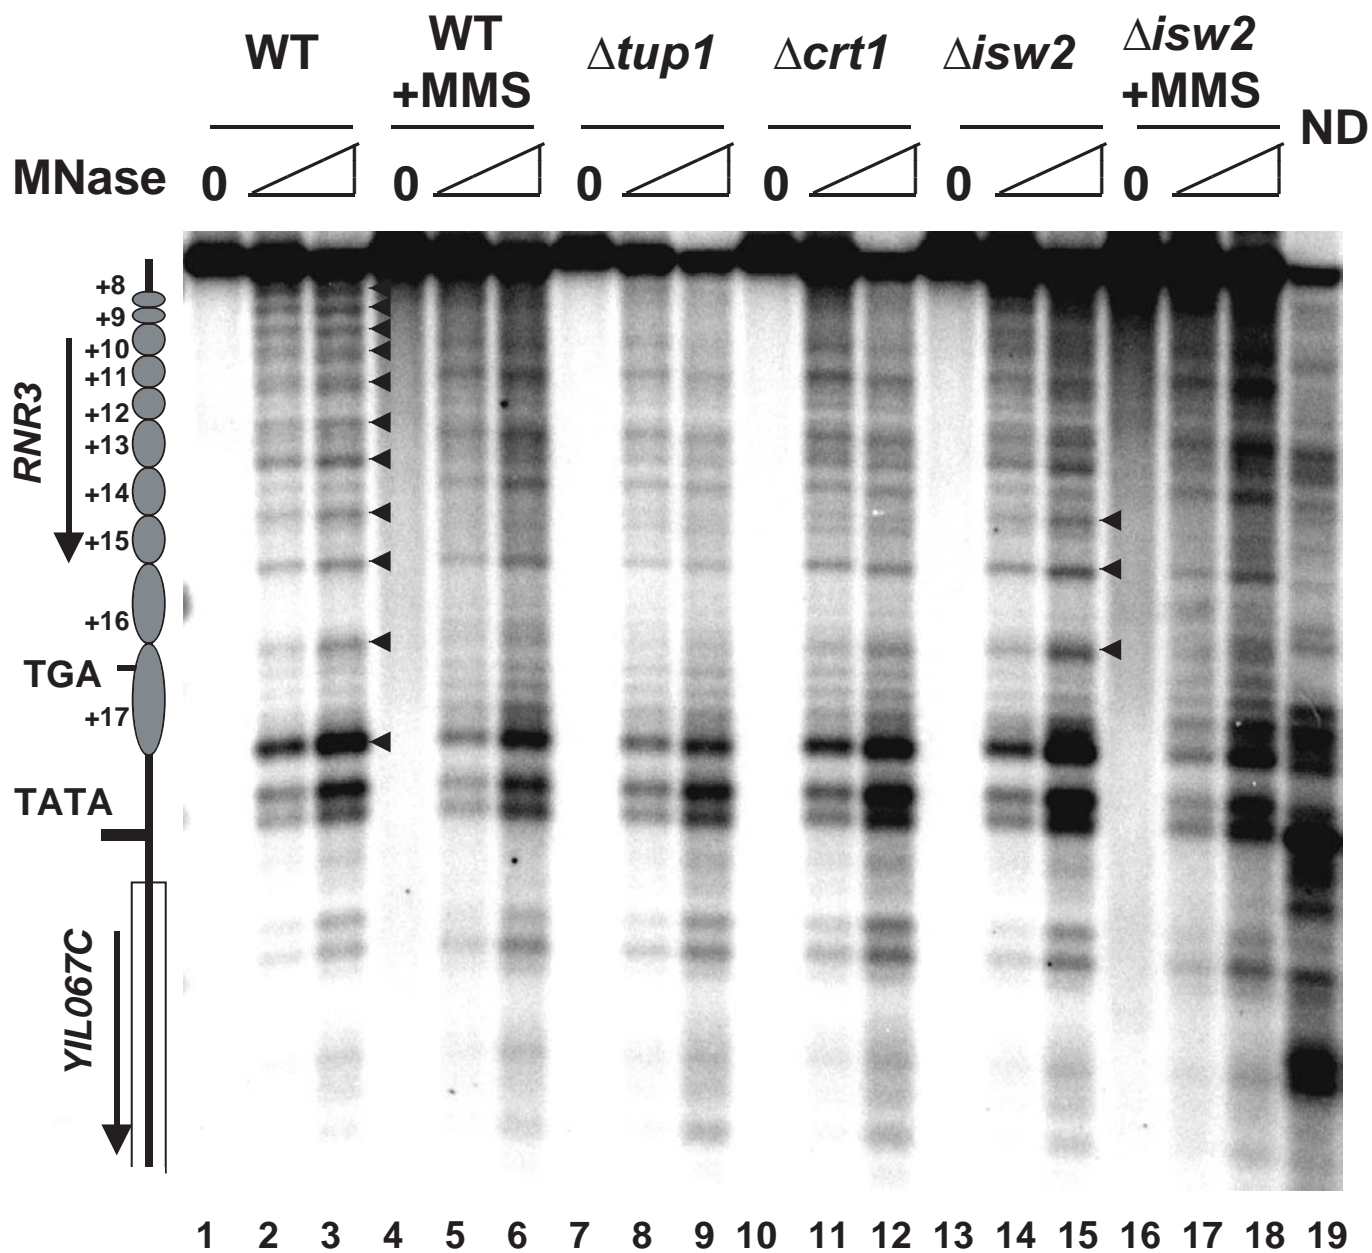 WT WT +MMS Δtup1 Δcrt1 Δisw2 Δisw2 +MMS ND
MNase 0 0 0 0 0 0
+8
+9
+10
+11
+12
+13
+14
+15
+16
TGA
+17
TATA
RNR3
YIL067C
1 2 3 4 5 6 7 8 9 10 11 12 13 14 15 16 17 18 19